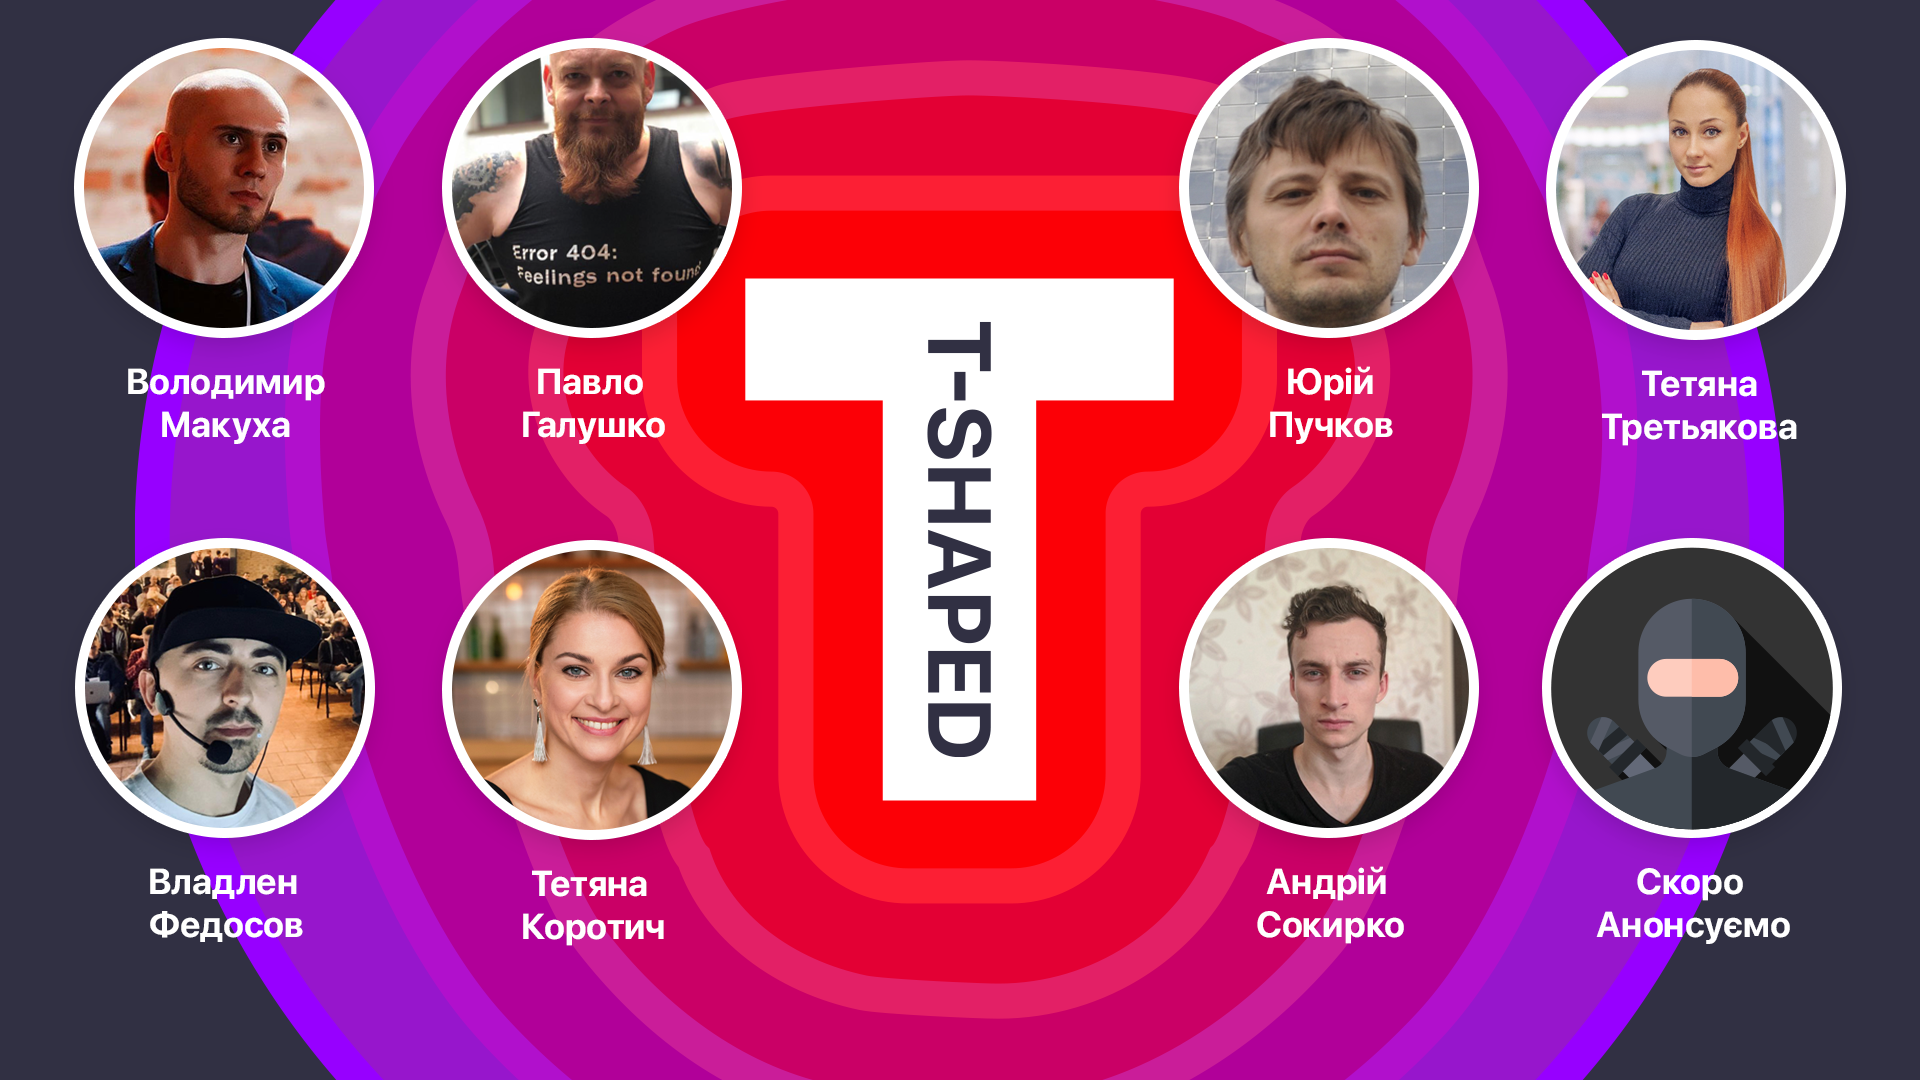 Error 404:
Feelings not found
T-SHAPED
Володимир
Макуха
Павло
Галушко
Юрій
Пучков
Тетяна
Третьякова
Владлен
Федосов
Тетяна
Коротич
Андрій
Сокирко
Скоро
Анонсуємо